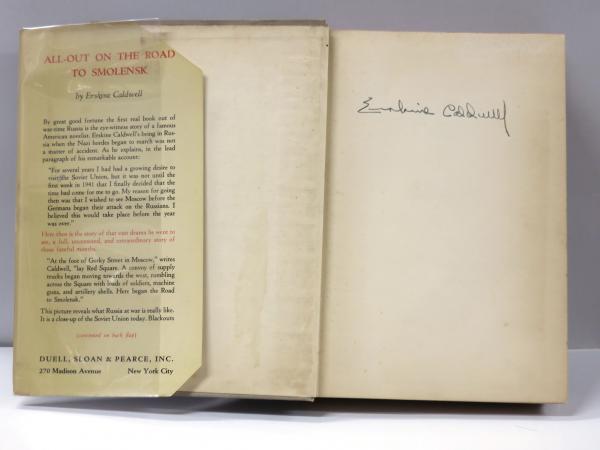 ALL-OUT ON THE ROAD
TO SMOLENSK
by Erskine Caldwell
By great good fortune the first real book out of
war-time Russia is the eye-witness story of a famous
American novelist. Erskine Caldwell's being in Rus-
sia when the Nazi hordes began to march was not
a matter of accident. As he explains, in the lead
paragraph of his remarkable account:
"For several years I had had a growing desire to
visit the Soviet Union, but it was not until the
first week in 1941 that I finally decided that the
time had come for me to go. My reason for going
then was that I wished to see Moscow before the
Germans began their attack on the Russians. I
believed this would take place before the year
was over."
Here then is the story of that vast drama he went to
see, a full, uncensored, and extraordinary story of
those fateful months.
"At the foot of Gorky Street in Moscow," writes
Caldwell, "lay Red Square. A convoy of supply
trucks began moving towards the west, rumbling
across the Square with loads of soldiers, machine
guns, and artillery shells. Here began the Road
to Smolensk."
This picture reveals what Russia at war is really like.
It is a close-up of the Soviet Union today. Blackouts
(continued on back flap)
DUELL, SLOAN & PEARCE, INC.
270 Madison Avenue New York City
Erskine Caldwell